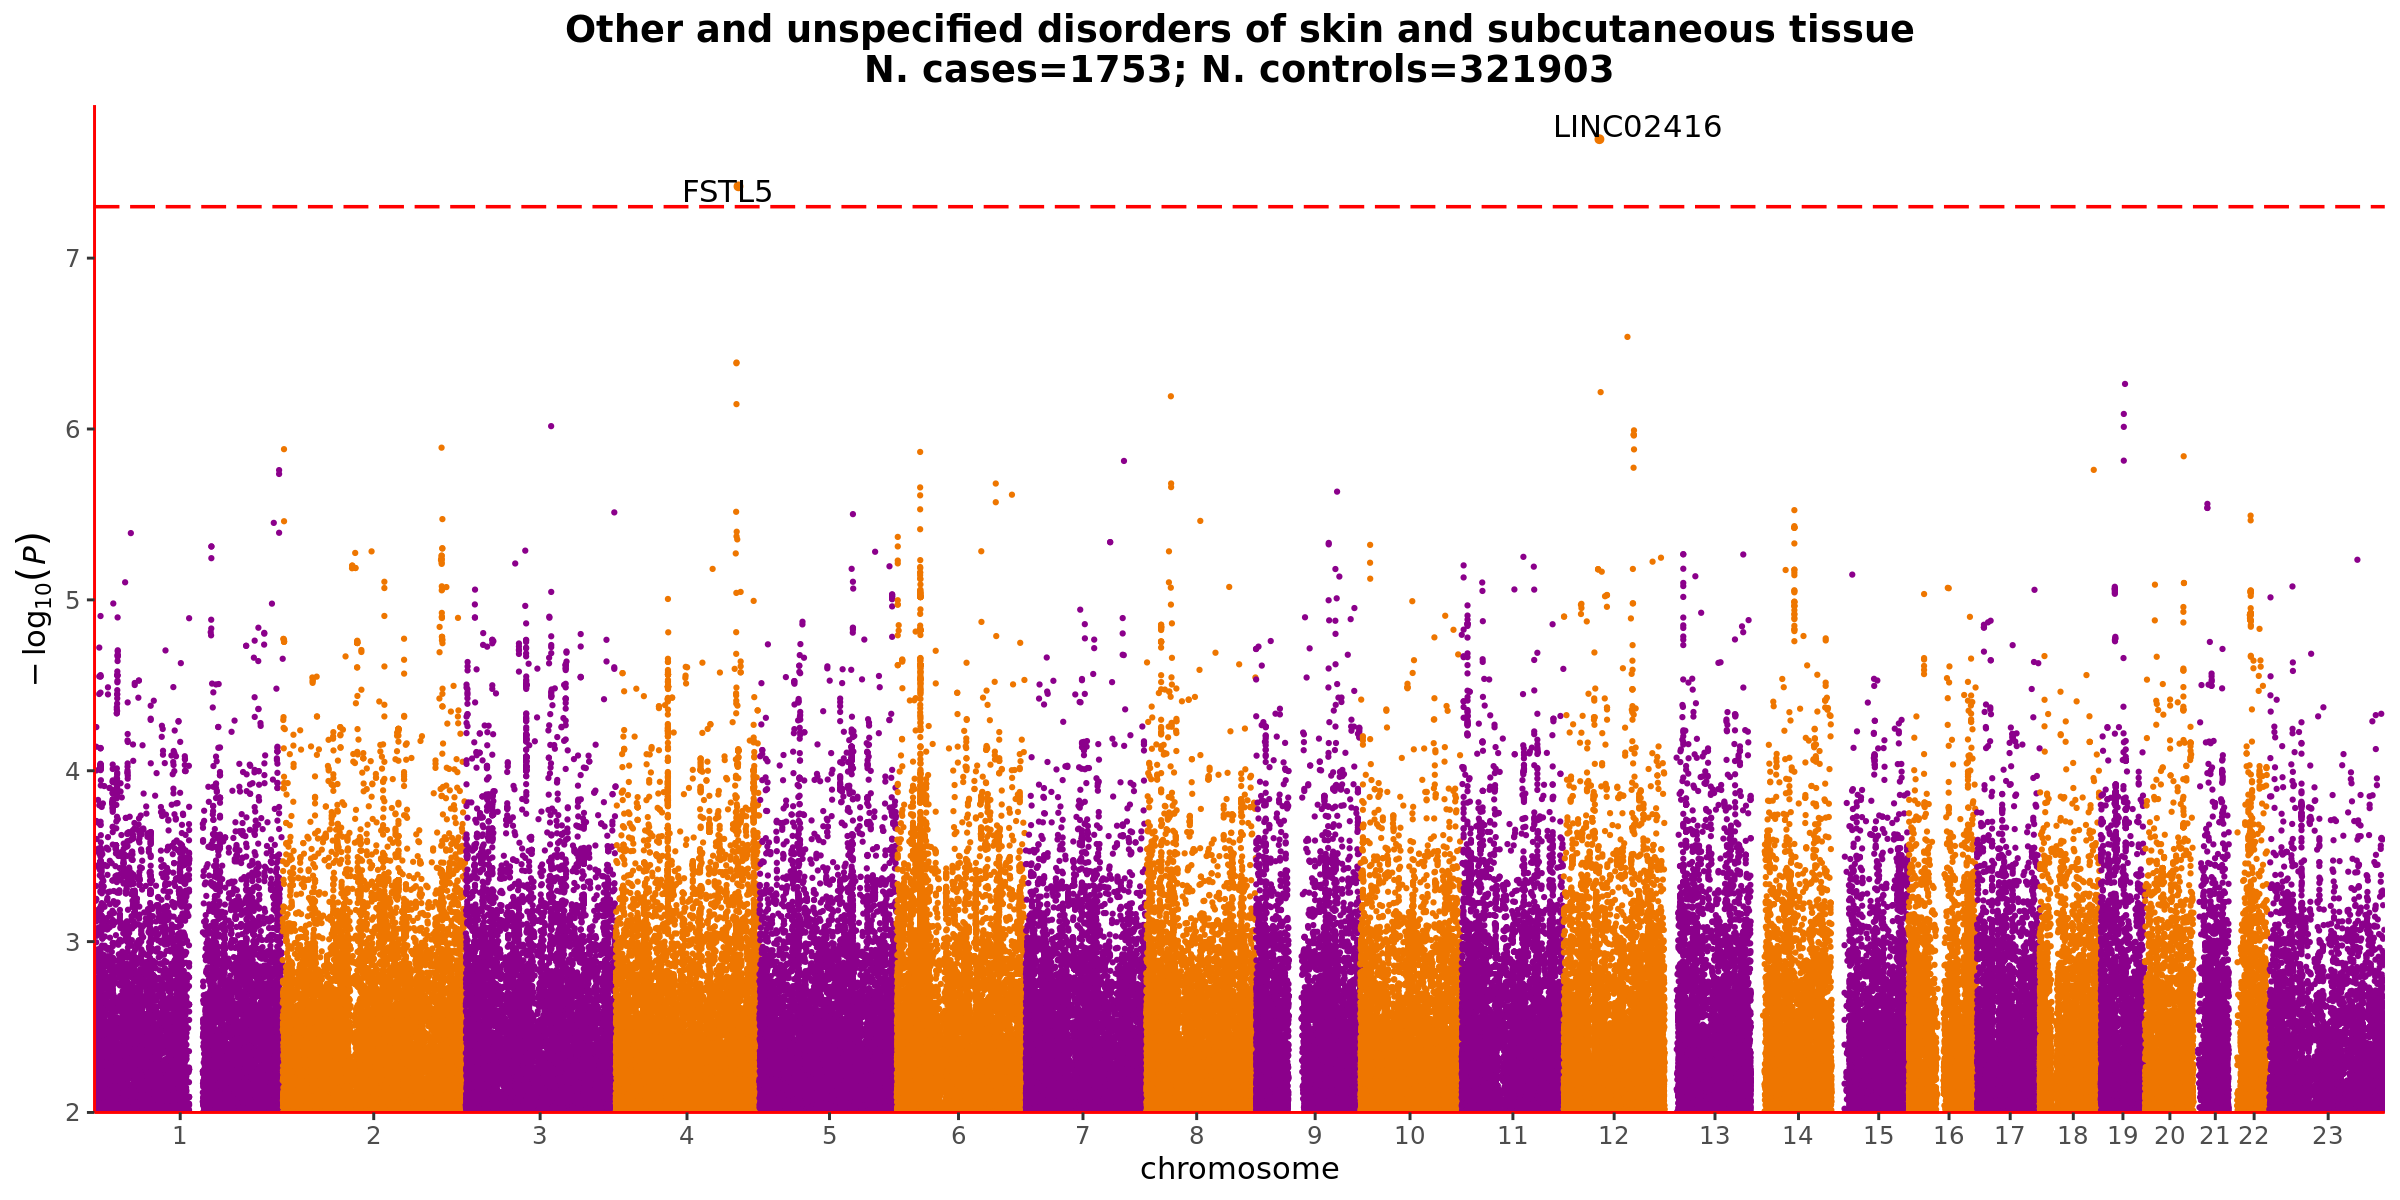 Other and unspecified disorders of skin and subcutaneous tissue
N. cases=1753; N. controls=321903
LINC02416
FSTL5
7
6
5
4
3
2
−log₁₀(P)
1 2 3 4 5 6 7 8 9 10 11 12 13 14 15 16 17 18 19 20 21 22 23
chromosome